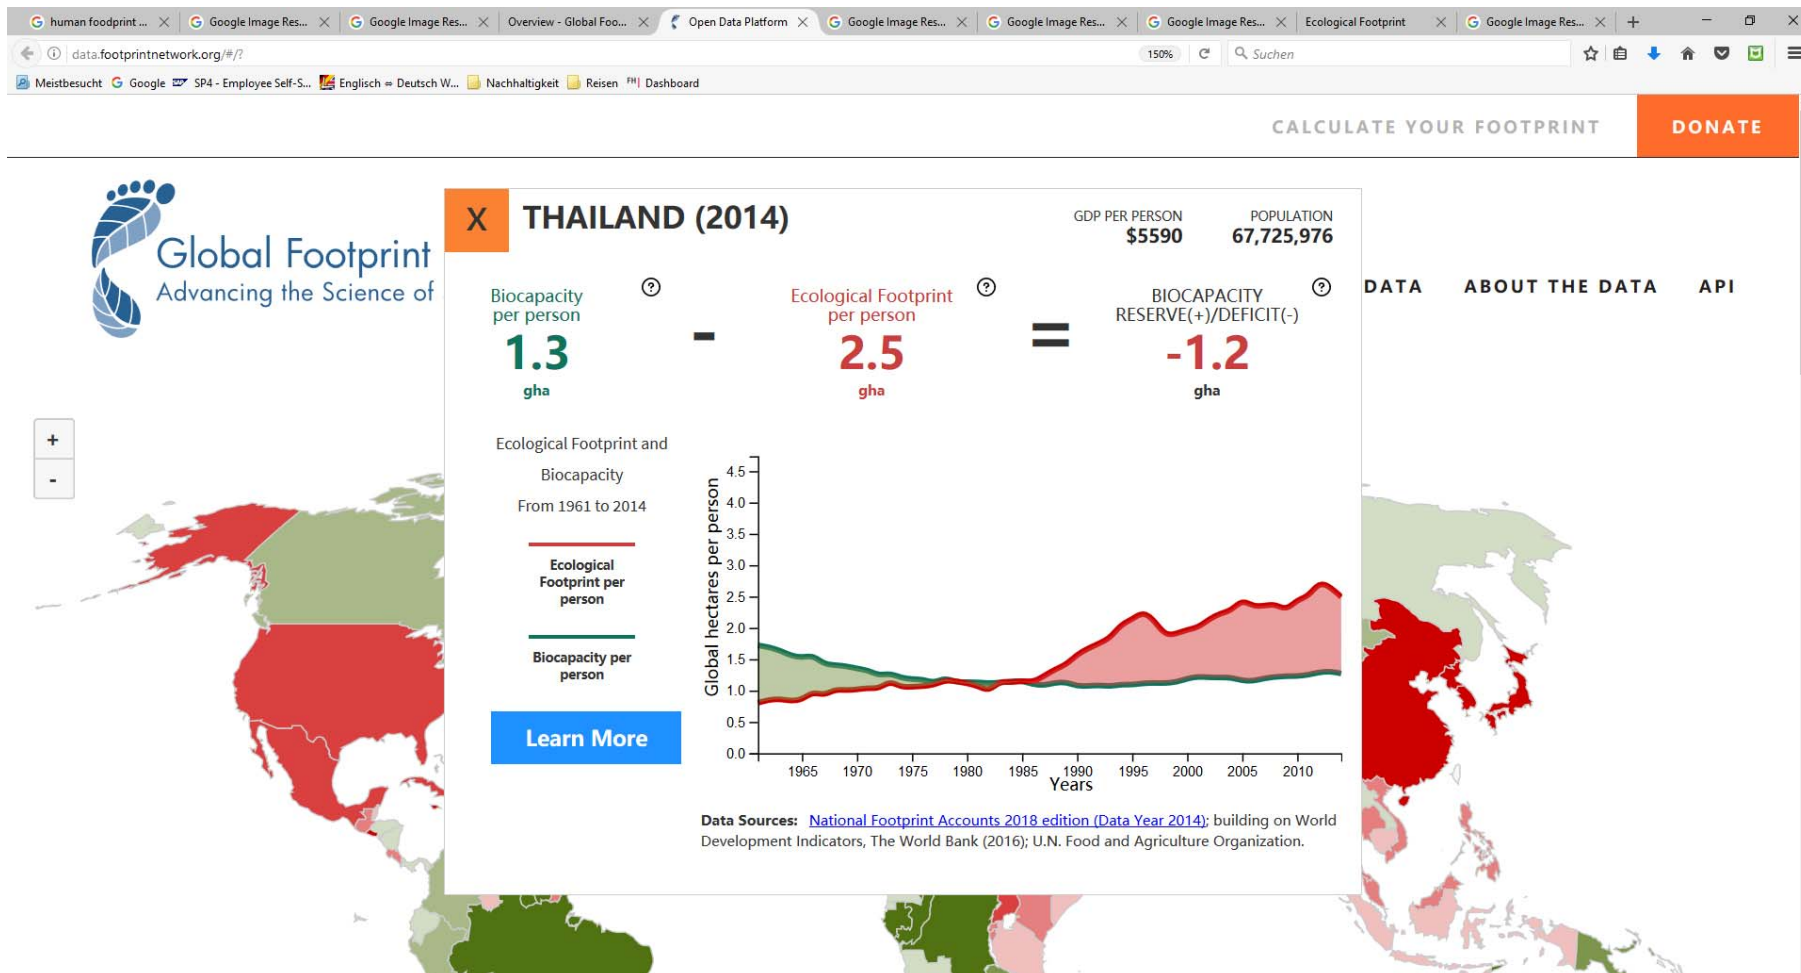 human foodprint ...
Google Image Res...
Google Image Res...
Overview - Global Foo...
Open Data Platform
Google Image Res...
Google Image Res...
Google Image Res...
Ecological Footprint
Google Image Res...
data.footprintnetwork.org/#/?
150%
Suchen
Meistbesucht
Google
SP4 - Employee Self-S...
Englisch ⇔ Deutsch W...
Nachhaltigkeit
Reisen
FH| Dashboard
CALCULATE YOUR FOOTPRINT
DONATE
Global Footprint
Advancing the Science of
DATA
ABOUT THE DATA
API
X
THAILAND (2014)
GDP PER PERSON
$5590
POPULATION
67,725,976
Biocapacity
per person
1.3
gha
-
Ecological Footprint
per person
2.5
gha
=
BIOCAPACITY
RESERVE(+)/DEFICIT(-)
-1.2
gha
+
-
Ecological Footprint and
Biocapacity
From 1961 to 2014
Ecological
Footprint per
person
Biocapacity per
person
Learn More
Global hectares per person
4.5
4.0
3.5
3.0
2.5
2.0
1.5
1.0
0.5
0.0
1965 1970 1975 1980 1985 1990 1995 2000 2005 2010
Years
Data Sources: National Footprint Accounts 2018 edition (Data Year 2014); building on World
Development Indicators, The World Bank (2016); U.N. Food and Agriculture Organization.